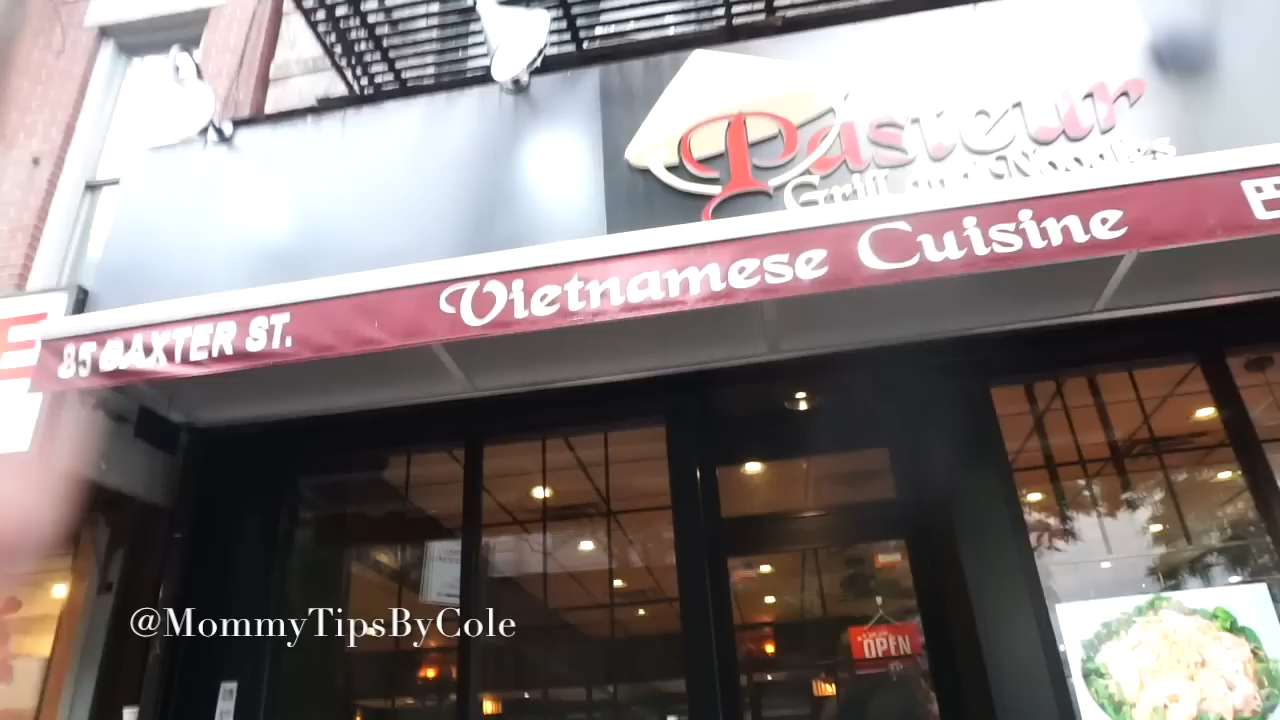 Pasteur
Grill and Noodles
Vietnamese Cuisine
85 BAXTER ST.
OPEN
@MommyTipsByCole